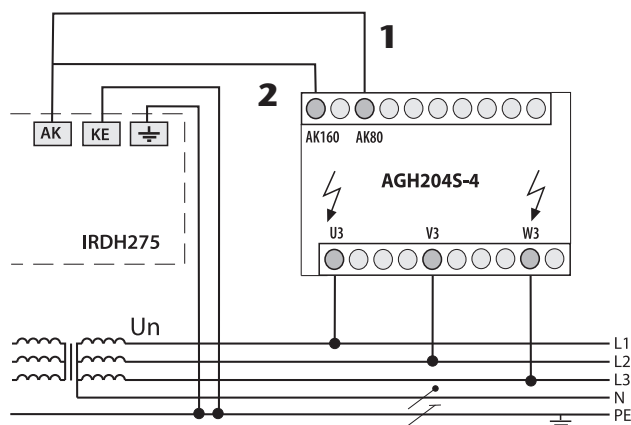 1
2
AK KE
AK160 AK80
AGH204S-4
U3 V3 W3
IRDH275
Un
L1
L2
L3
N
PE